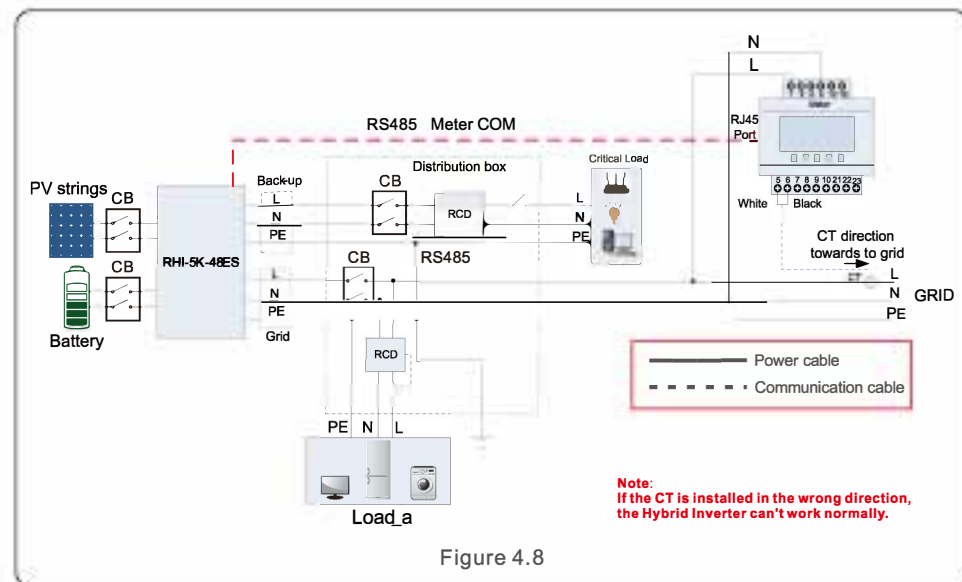 N
L
Meter
RJ45
Port
RS485 Meter COM
Distribution box
Critical Load
PV strings
CB
Back-up
CB
L
N
PE
RCD
L
N
PE
5 6 7 8 9 10 21 22 23
White Black
CB
RHI-5K-48ES
CB
RS485
CT direction
towards to grid
L
N
PE
Grid
CT
L
N
PE
GRID
Battery
RCD
Power cable
Communication cable
PE N L
Load_a
Note:
If the CT is installed in the wrong direction,
the Hybrid Inverter can't work normally.
Figure 4.8